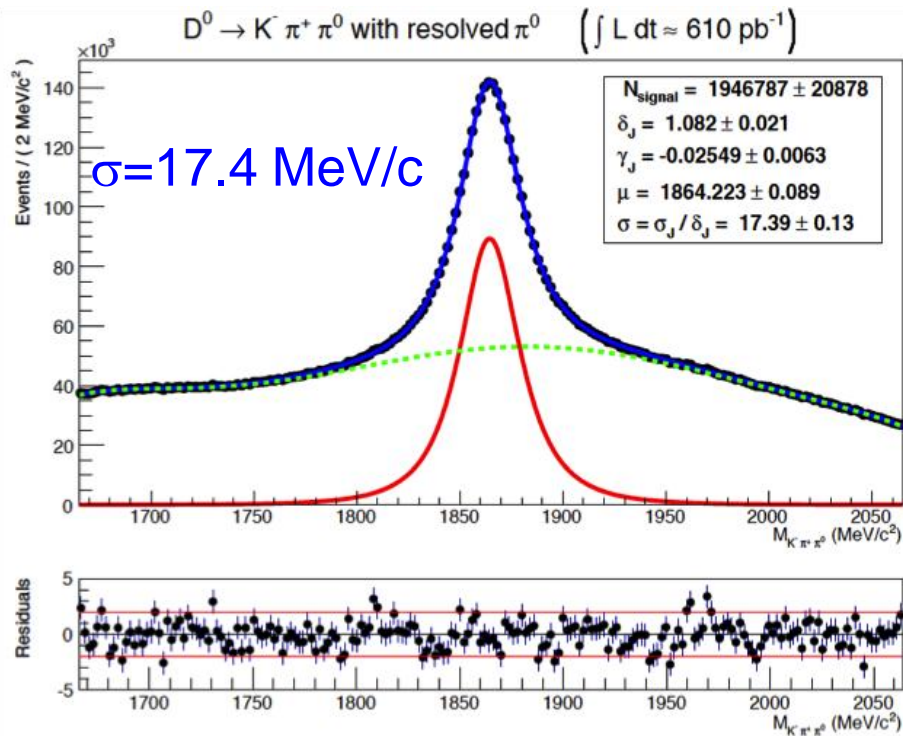 D⁰ → K⁻ π⁺ π⁰ with resolved π⁰ (∫ L dt ≈ 610 pb⁻¹)
×10³
Events / ( 2 MeV/c² )
140
120
100
80
60
40
20
0
σ=17.4 MeV/c
N_signal = 1946787 ± 20878
δ_J = 1.082 ± 0.021
γ_J = -0.02549 ± 0.0063
μ = 1864.223 ± 0.089
σ = σ_J / δ_J = 17.39 ± 0.13
1700 1750 1800 1850 1900 1950 2000 2050
M_K⁻ π⁺ π⁰ (MeV/c²)
Residuals
5
0
-5
1700 1750 1800 1850 1900 1950 2000 2050
M_K⁻ π⁺ π⁰ (MeV/c²)